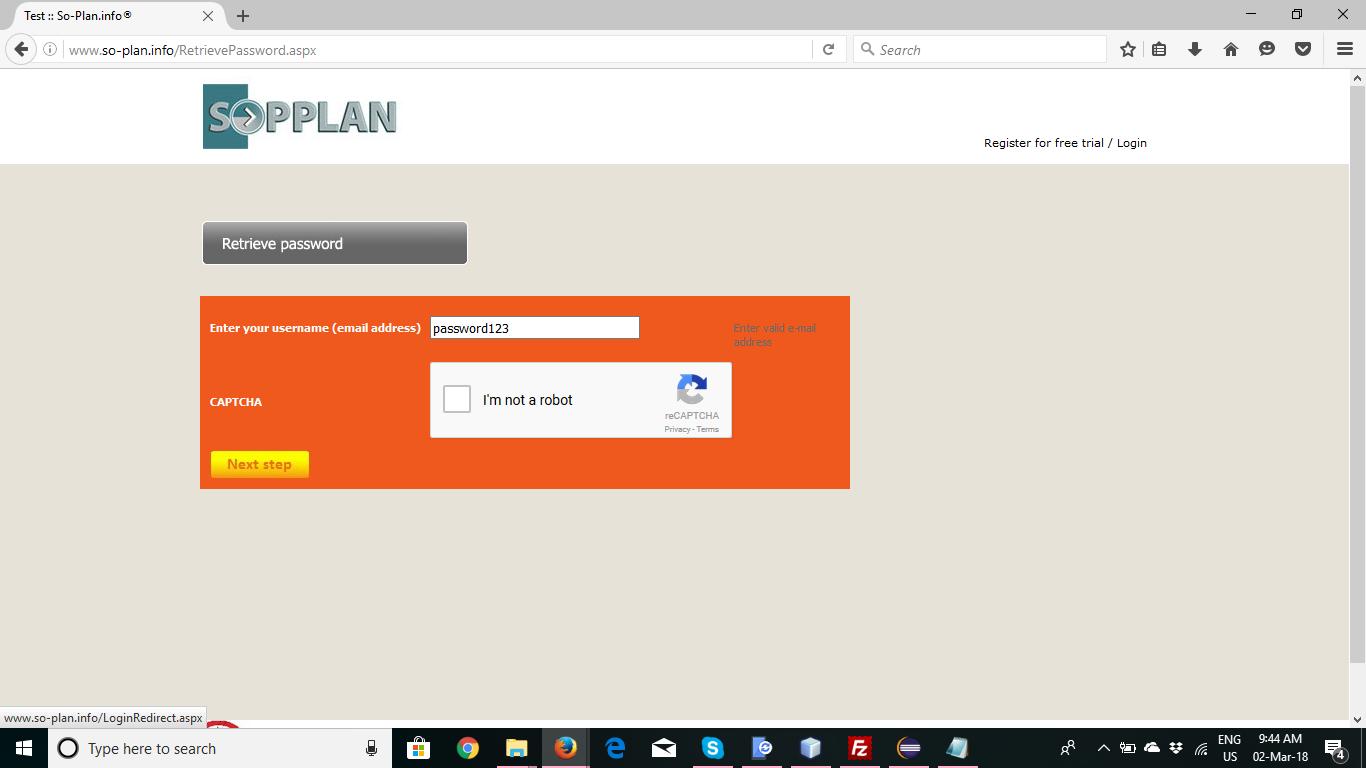 Test :: So-Plan.info®
www.so-plan.info/RetrievePassword.aspx
Search
SOPPLAN
Register for free trial / Login
Retrieve password
Enter your username (email address)
password123
Enter valid e-mail
address
CAPTCHA
I'm not a robot
reCAPTCHA
Privacy - Terms
Next step
www.so-plan.info/LoginRedirect.aspx
Type here to search
Fz
ENG
US
9:44 AM
02-Mar-18
4